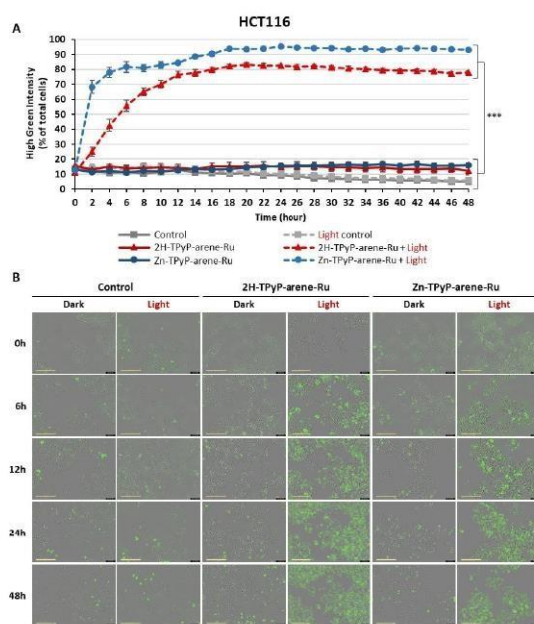 HCT116
A
High Green Intensity
(% of total cells)
100
90
80
70
60
50
40
30
20
10
0
0 2 4 6 8 10 12 14 16 18 20 22 24 26 28 30 32 34 36 38 40 42 44 46 48
***
Time (hour)
Control Light control
2H-TPyP-arene-Ru 2H-TPyP-arene-Ru + Light
Zn-TPyP-arene-Ru Zn-TPyP-arene-Ru + Light
B
Control 2H-TPyP-arene-Ru Zn-TPyP-arene-Ru
Dark Light Dark Light Dark Light
0h
6h
12h
24h
48h